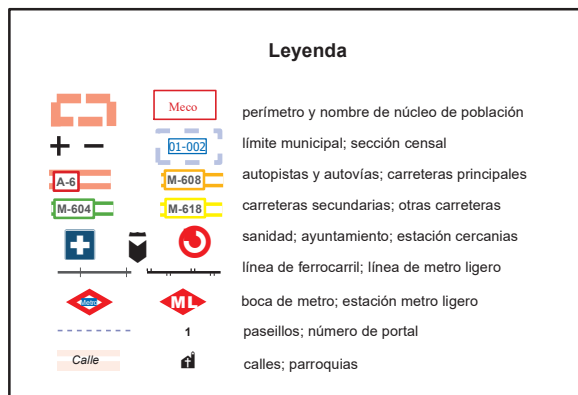 Leyenda
Meco perímetro y nombre de núcleo de población
01-002 límite municipal; sección censal
A-6 M-608 autopistas y autovías; carreteras principales
M-604 M-618 carreteras secundarias; otras carreteras
sanidad; ayuntamiento; estación cercanias
línea de ferrocarril; línea de metro ligero
Metro ML boca de metro; estación metro ligero
1 paseillos; número de portal
Calle calles; parroquias